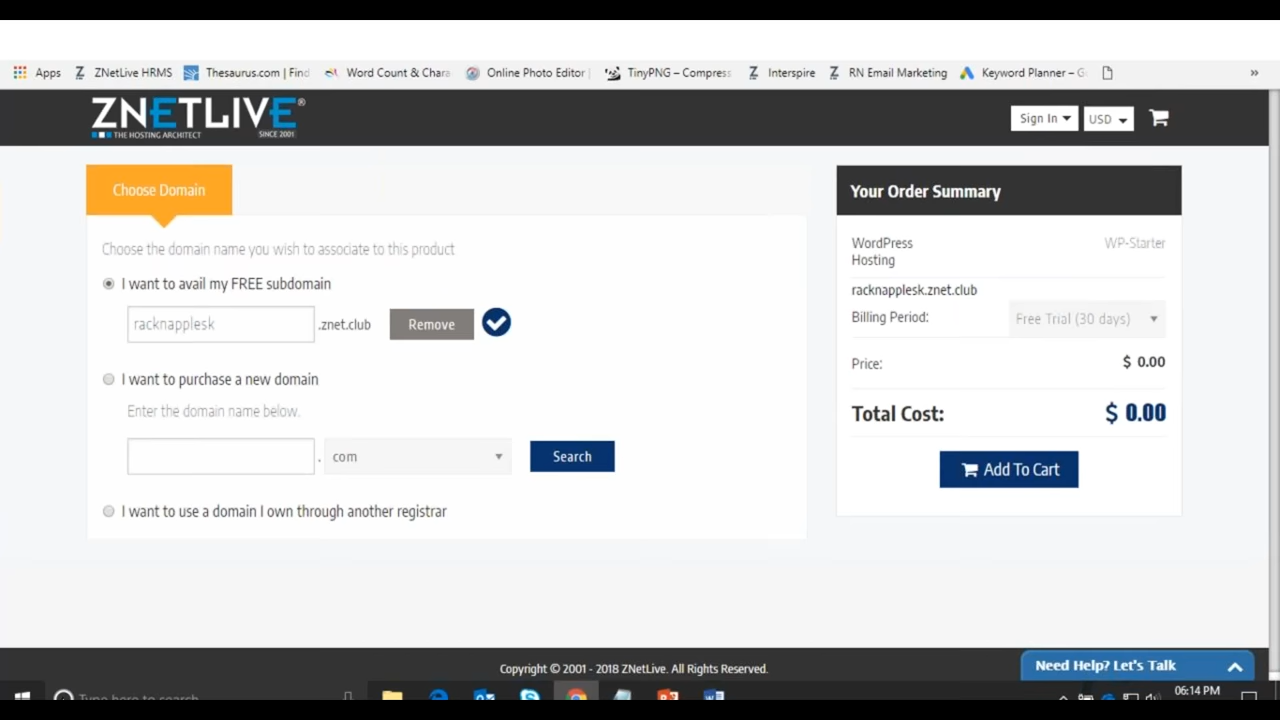 Apps ZNetLive HRMS Thesaurus.com | Find Word Count & Chara Online Photo Editor | TinyPNG – Compress Interspire RN Email Marketing Keyword Planner – G »
ZNETLIVE®
THE HOSTING ARCHITECT SINCE 2001
Sign In USD
Choose Domain
Choose the domain name you wish to associate to this product
I want to avail my FREE subdomain
racknapplesk .znet.club Remove
I want to purchase a new domain
Enter the domain name below.
. com Search
I want to use a domain I own through another registrar
Your Order Summary
WordPress Hosting WP-Starter
racknapplesk.znet.club
Billing Period: Free Trial (30 days)
Price: $ 0.00
Total Cost: $ 0.00
Add To Cart
Copyright © 2001 - 2018 ZNetLive. All Rights Reserved.
Need Help? Let's Talk
Type here to search
06:14 PM